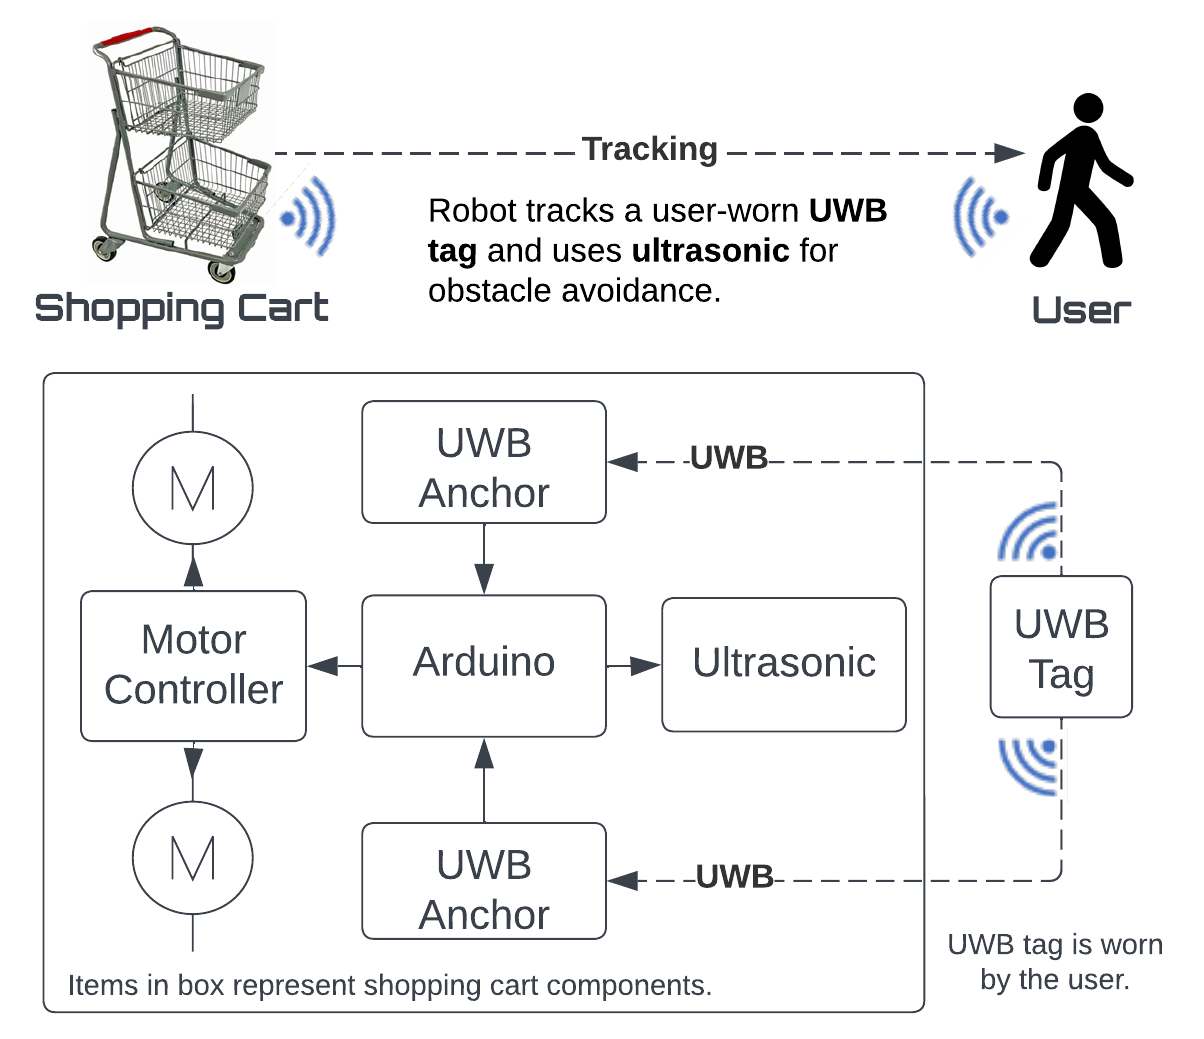 Tracking
Robot tracks a user-worn UWB
tag and uses ultrasonic for
obstacle avoidance.
Shopping Cart
User
M
UWB
Anchor
UWB
Motor
Controller
Arduino
Ultrasonic
UWB
Tag
M
UWB
Anchor
UWB
UWB tag is worn
by the user.
Items in box represent shopping cart components.